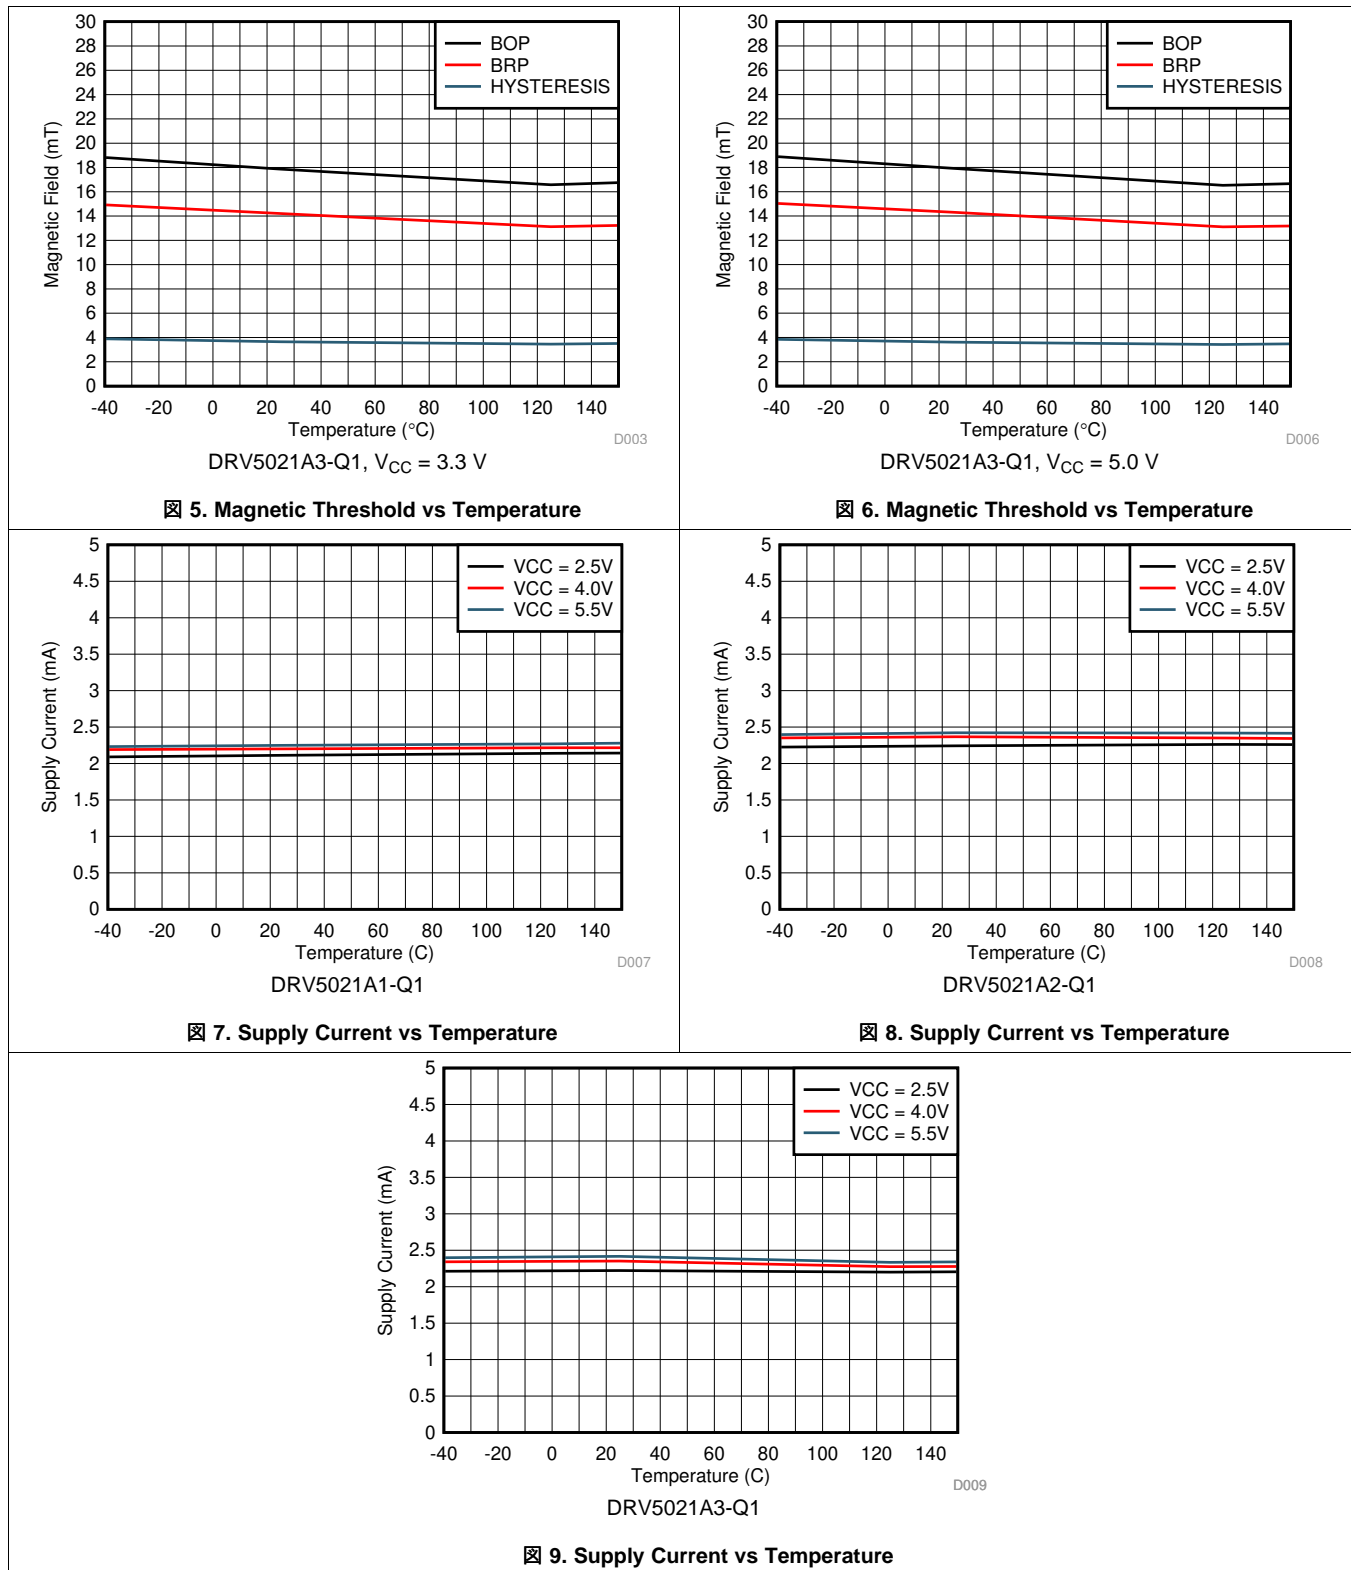 30
28
26
24
22
20
18
16
14
12
10
8
6
4
2
0
Magnetic Field (mT)
BOP
BRP
HYSTERESIS
-40 -20 0 20 40 60 80 100 120 140
Temperature (°C)
D003
DRV5021A3-Q1, VCC = 3.3 V
図 5. Magnetic Threshold vs Temperature
30
28
26
24
22
20
18
16
14
12
10
8
6
4
2
0
Magnetic Field (mT)
BOP
BRP
HYSTERESIS
-40 -20 0 20 40 60 80 100 120 140
Temperature (°C)
D006
DRV5021A3-Q1, VCC = 5.0 V
図 6. Magnetic Threshold vs Temperature
5
4.5
4
3.5
3
2.5
2
1.5
1
0.5
0
Supply Current (mA)
VCC = 2.5V
VCC = 4.0V
VCC = 5.5V
-40 -20 0 20 40 60 80 100 120 140
Temperature (C)
D007
DRV5021A1-Q1
図 7. Supply Current vs Temperature
5
4.5
4
3.5
3
2.5
2
1.5
1
0.5
0
Supply Current (mA)
VCC = 2.5V
VCC = 4.0V
VCC = 5.5V
-40 -20 0 20 40 60 80 100 120 140
Temperature (C)
D008
DRV5021A2-Q1
図 8. Supply Current vs Temperature
5
4.5
4
3.5
3
2.5
2
1.5
1
0.5
0
Supply Current (mA)
VCC = 2.5V
VCC = 4.0V
VCC = 5.5V
-40 -20 0 20 40 60 80 100 120 140
Temperature (C)
D009
DRV5021A3-Q1
図 9. Supply Current vs Temperature